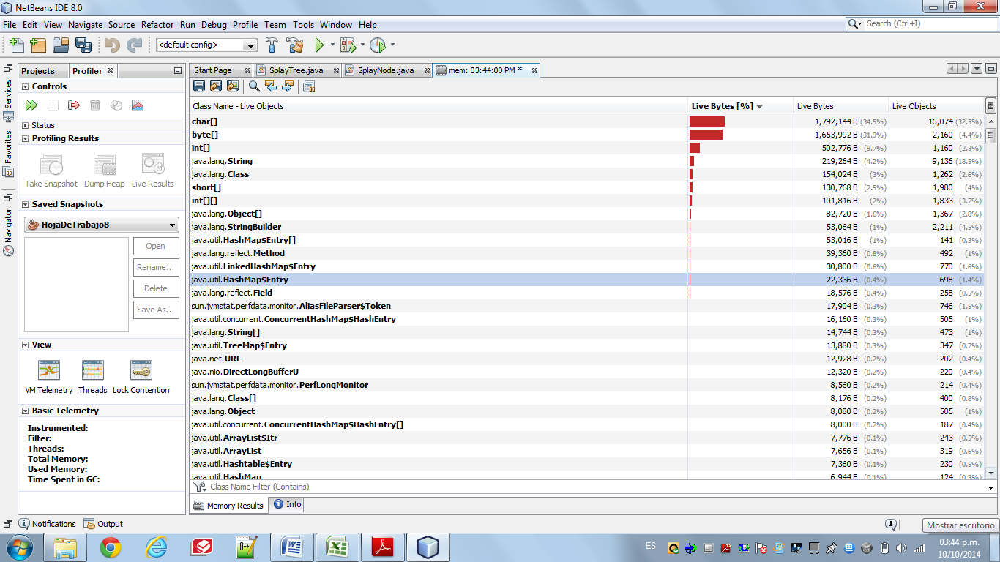 NetBeans IDE 8.0
File Edit View Navigate Source Refactor Run Debug Profile Team Tools Window Help
Search (Ctrl+I)
<default config>
Projects Profiler
Start Page SplayTree.java SplayNode.java mem: 03:44:00 PM *
Services
Favorites
Navigator
Controls
Status
Profiling Results
Take Snapshot Dump Heap Live Results
Saved Snapshots
HojaDeTrabajo8
Open
Rename...
Delete
Save As...
View
VM Telemetry Threads Lock Contention
Basic Telemetry
Instrumented:
Filter:
Threads:
Total Memory:
Used Memory:
Time Spent in GC:
Class Name - Live Objects Live Bytes [%] Live Bytes Live Objects
char[] 1,792,144 B (34.5%) 16,074 (32.5%)
byte[] 1,653,992 B (31.9%) 2,160 (4.4%)
int[] 502,776 B (9.7%) 1,160 (2.3%)
java.lang.String 219,264 B (4.2%) 9,136 (18.5%)
java.lang.Class 154,024 B (3%) 1,262 (2.6%)
short[] 130,768 B (2.5%) 1,980 (4%)
int[][] 101,816 B (2%) 1,833 (3.7%)
java.lang.Object[] 82,720 B (1.6%) 1,367 (2.8%)
java.lang.StringBuilder 53,064 B (1%) 2,211 (4.5%)
java.util.HashMap$Entry[] 53,016 B (1%) 141 (0.3%)
java.lang.reflect.Method 39,360 B (0.8%) 492 (1%)
java.util.LinkedHashMap$Entry 30,800 B (0.6%) 770 (1.6%)
java.util.HashMap$Entry 22,336 B (0.4%) 698 (1.4%)
java.lang.reflect.Field 18,576 B (0.4%) 258 (0.5%)
sun.jvmstat.perfdata.monitor.AliasFileParser$Token 17,904 B (0.3%) 746 (1.5%)
java.util.concurrent.ConcurrentHashMap$HashEntry 16,160 B (0.3%) 505 (1%)
java.lang.String[] 14,744 B (0.3%) 473 (1%)
java.util.TreeMap$Entry 13,880 B (0.3%) 347 (0.7%)
java.net.URL 12,928 B (0.2%) 202 (0.4%)
java.nio.DirectLongBufferU 12,320 B (0.2%) 220 (0.4%)
sun.jvmstat.perfdata.monitor.PerfLongMonitor 8,560 B (0.2%) 214 (0.4%)
java.lang.Class[] 8,176 B (0.2%) 400 (0.8%)
java.lang.Object 8,080 B (0.2%) 505 (1%)
java.util.concurrent.ConcurrentHashMap$HashEntry[] 8,000 B (0.2%) 187 (0.4%)
java.util.ArrayList$Itr 7,776 B (0.1%) 243 (0.5%)
java.util.ArrayList 7,656 B (0.1%) 319 (0.6%)
java.util.Hashtable$Entry 7,360 B (0.1%) 230 (0.5%)
java.util.HashMap 6,944 B (0.1%) 124 (0.3%)
Class Name Filter (Contains)
Memory Results Info
Notifications Output
1
Mostrar escritorio
ES
03:44 p.m.
10/10/2014